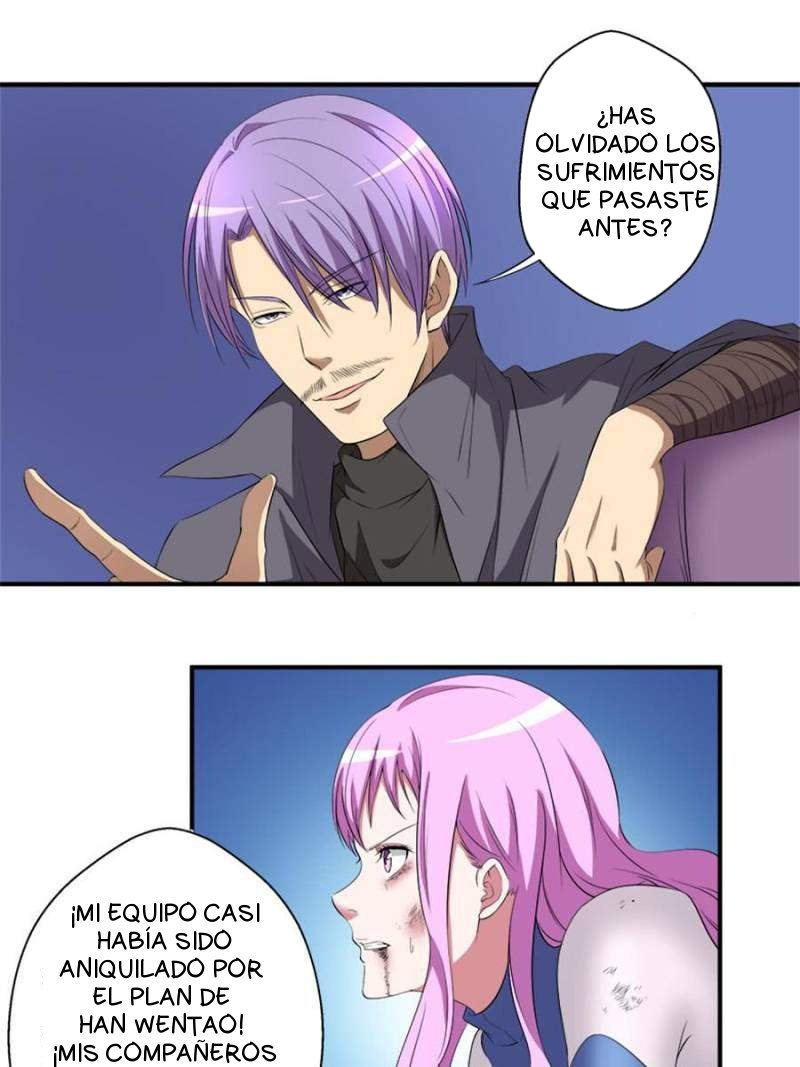 ¿HAS
OLVIDADO LOS
SUFRIMIENTOS
QUE PASASTE
ANTES?
¡MI EQUIPO CASI
HABÍA SIDO
ANIQUILADO POR
EL PLAN DE
HAN WENTAO!
¡MIS COMPAÑEROS